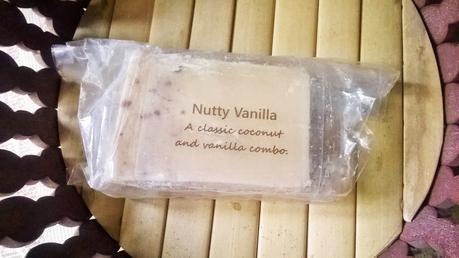 Nutty Vanilla
A classic coconut
and vanilla combo.